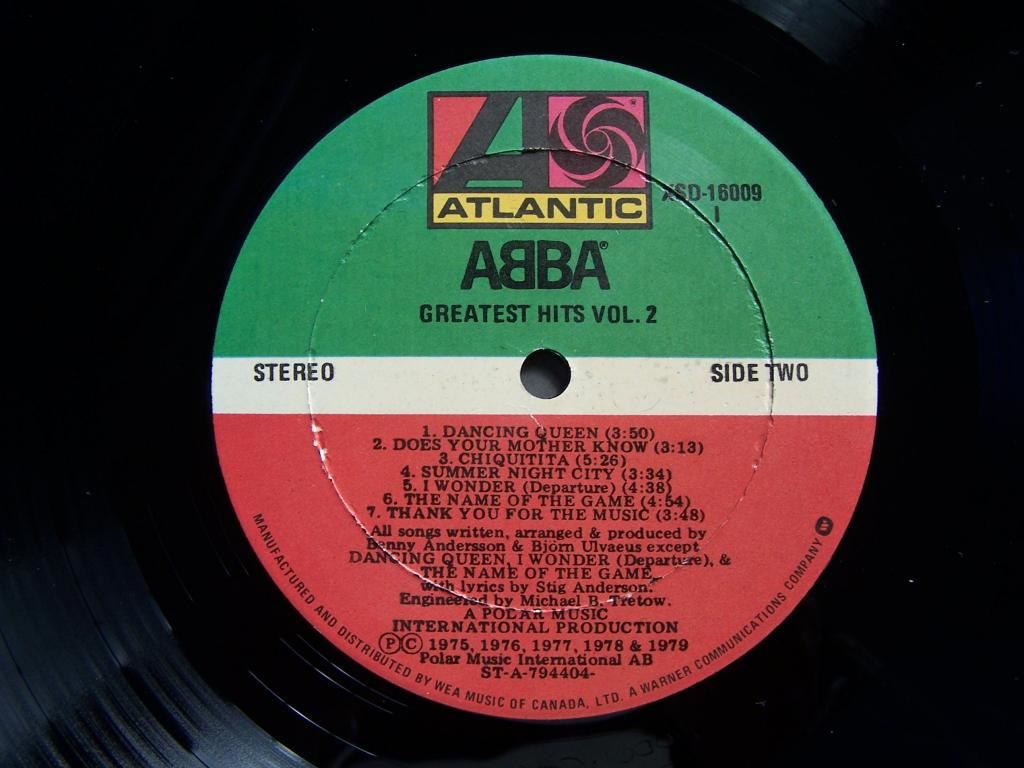 ATLANTIC
XSD-16009
1
ABBA®
GREATEST HITS VOL. 2
STEREO
SIDE TWO
1. DANCING QUEEN (3:50)
2. DOES YOUR MOTHER KNOW (3:13)
3. CHIQUITITA (5:26)
4. SUMMER NIGHT CITY (3:34)
5. I WONDER (Departure) (4:38)
6. THE NAME OF THE GAME (4:54)
7. THANK YOU FOR THE MUSIC (3:48)
All songs written, arranged & produced by
Benny Andersson & Björn Ulvaeus except
DANCING QUEEN, I WONDER (Departure), &
THE NAME OF THE GAME
with lyrics by Stig Anderson.
Engineered by Michael B. Tretow.
A POLAR MUSIC
INTERNATIONAL PRODUCTION
Ⓟ© 1975, 1976, 1977, 1978 & 1979
Polar Music International AB
ST-A-794404-
MANUFACTURED AND DISTRIBUTED BY WEA MUSIC OF CANADA, LTD. A WARNER COMMUNICATIONS COMPANY